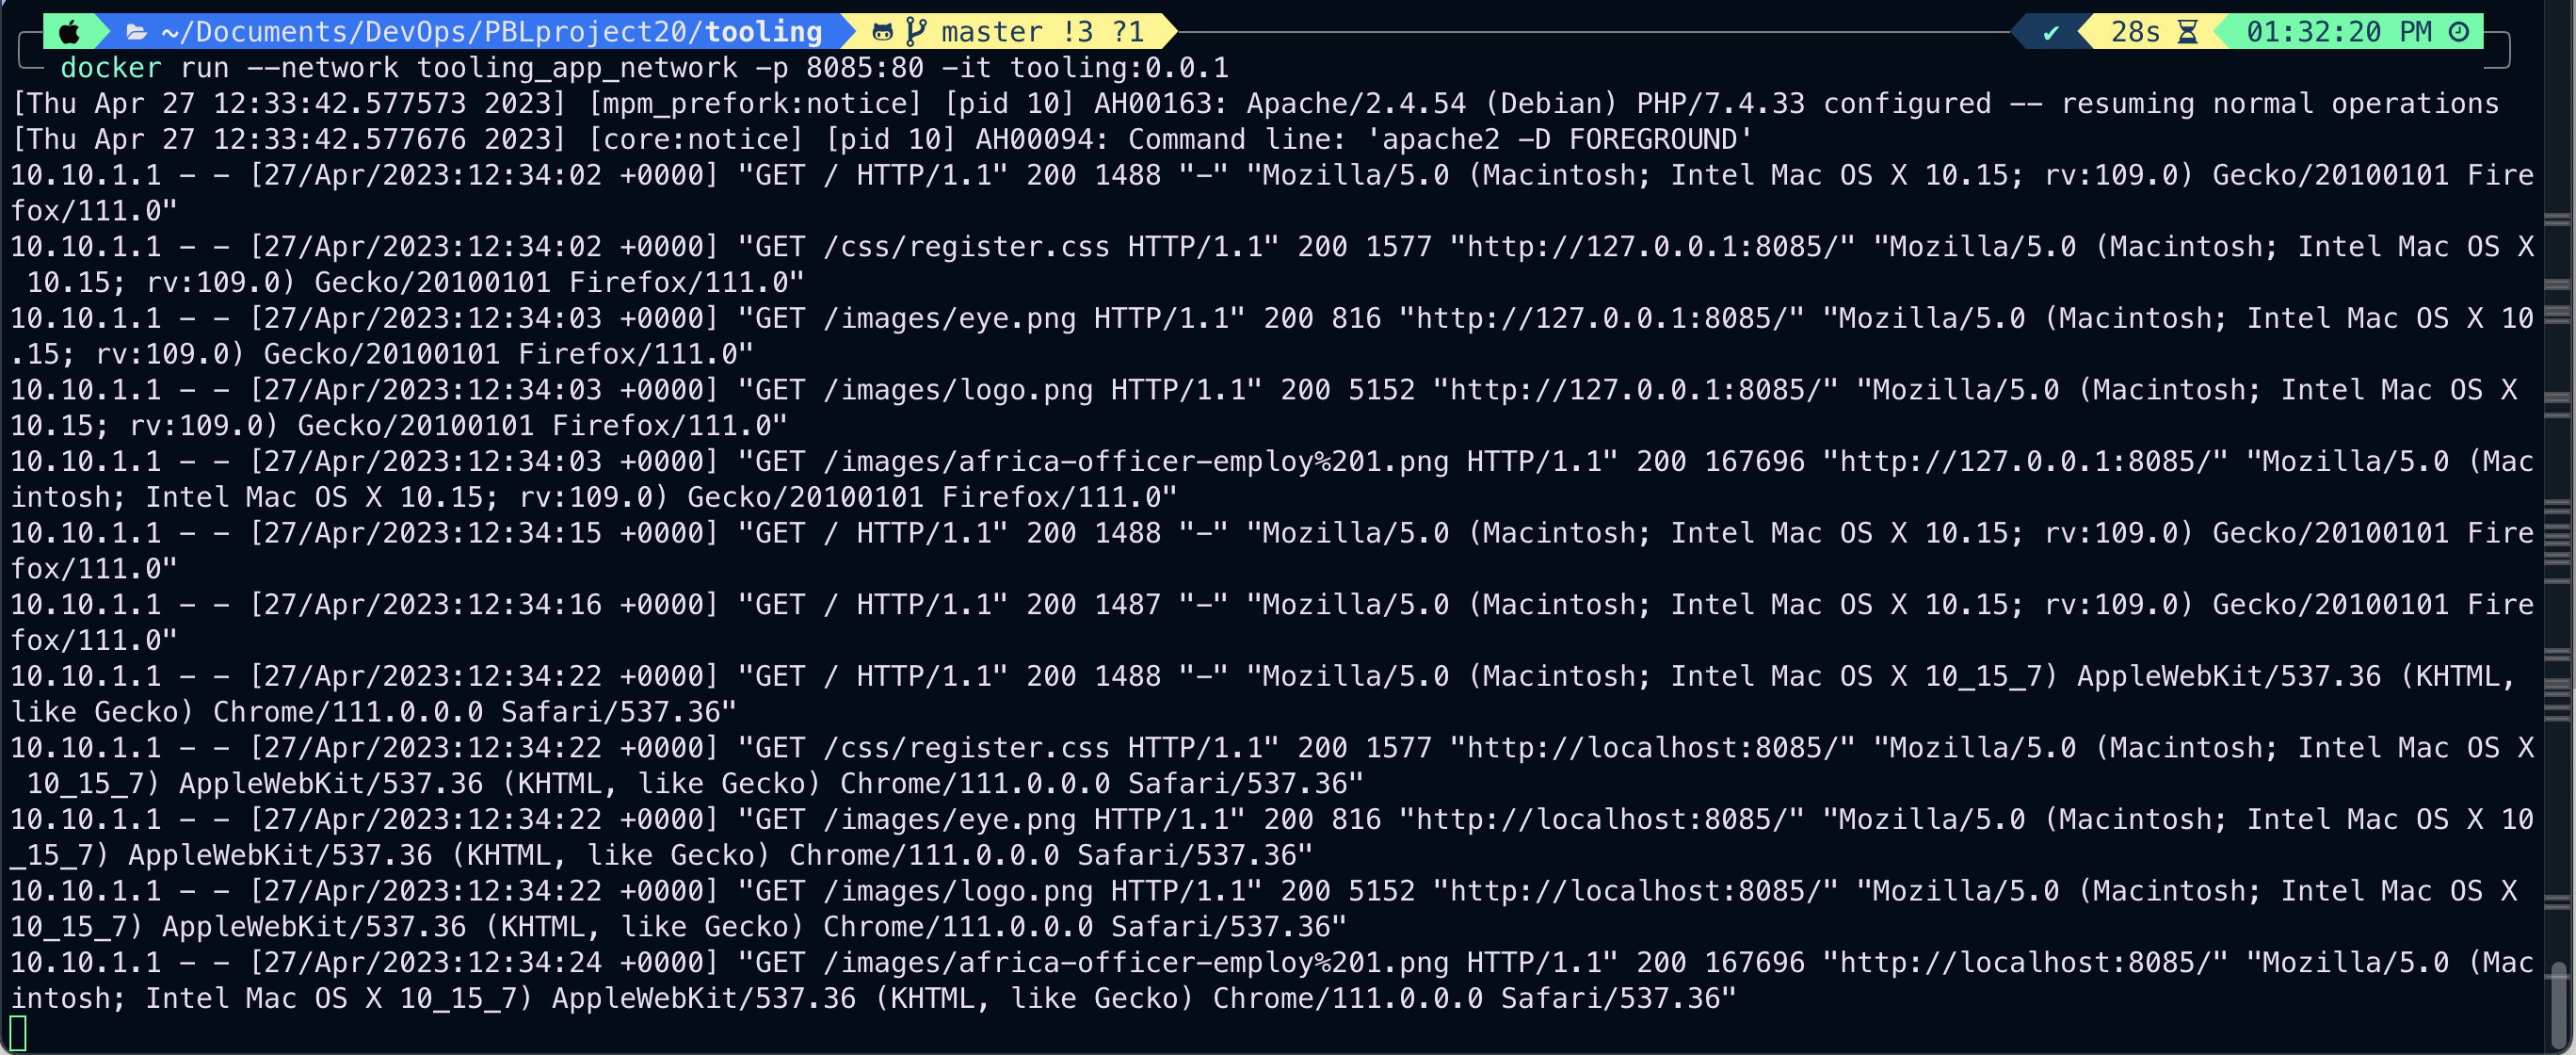 ~/Documents/DevOps/PBLproject20/tooling master !3 ?1 ✔ 28s 01:32:20 PM
docker run --network tooling_app_network -p 8085:80 -it tooling:0.0.1
[Thu Apr 27 12:33:42.577573 2023] [mpm_prefork:notice] [pid 10] AH00163: Apache/2.4.54 (Debian) PHP/7.4.33 configured -- resuming normal operations
[Thu Apr 27 12:33:42.577676 2023] [core:notice] [pid 10] AH00094: Command line: 'apache2 -D FOREGROUND'
10.10.1.1 - - [27/Apr/2023:12:34:02 +0000] "GET / HTTP/1.1" 200 1488 "-" "Mozilla/5.0 (Macintosh; Intel Mac OS X 10.15; rv:109.0) Gecko/20100101 Fire
fox/111.0"
10.10.1.1 - - [27/Apr/2023:12:34:02 +0000] "GET /css/register.css HTTP/1.1" 200 1577 "http://127.0.0.1:8085/" "Mozilla/5.0 (Macintosh; Intel Mac OS X
 10.15; rv:109.0) Gecko/20100101 Firefox/111.0"
10.10.1.1 - - [27/Apr/2023:12:34:03 +0000] "GET /images/eye.png HTTP/1.1" 200 816 "http://127.0.0.1:8085/" "Mozilla/5.0 (Macintosh; Intel Mac OS X 10
.15; rv:109.0) Gecko/20100101 Firefox/111.0"
10.10.1.1 - - [27/Apr/2023:12:34:03 +0000] "GET /images/logo.png HTTP/1.1" 200 5152 "http://127.0.0.1:8085/" "Mozilla/5.0 (Macintosh; Intel Mac OS X
10.15; rv:109.0) Gecko/20100101 Firefox/111.0"
10.10.1.1 - - [27/Apr/2023:12:34:03 +0000] "GET /images/africa-officer-employ%201.png HTTP/1.1" 200 167696 "http://127.0.0.1:8085/" "Mozilla/5.0 (Mac
intosh; Intel Mac OS X 10.15; rv:109.0) Gecko/20100101 Firefox/111.0"
10.10.1.1 - - [27/Apr/2023:12:34:15 +0000] "GET / HTTP/1.1" 200 1488 "-" "Mozilla/5.0 (Macintosh; Intel Mac OS X 10.15; rv:109.0) Gecko/20100101 Fire
fox/111.0"
10.10.1.1 - - [27/Apr/2023:12:34:16 +0000] "GET / HTTP/1.1" 200 1487 "-" "Mozilla/5.0 (Macintosh; Intel Mac OS X 10.15; rv:109.0) Gecko/20100101 Fire
fox/111.0"
10.10.1.1 - - [27/Apr/2023:12:34:22 +0000] "GET / HTTP/1.1" 200 1488 "-" "Mozilla/5.0 (Macintosh; Intel Mac OS X 10_15_7) AppleWebKit/537.36 (KHTML,
like Gecko) Chrome/111.0.0.0 Safari/537.36"
10.10.1.1 - - [27/Apr/2023:12:34:22 +0000] "GET /css/register.css HTTP/1.1" 200 1577 "http://localhost:8085/" "Mozilla/5.0 (Macintosh; Intel Mac OS X
 10_15_7) AppleWebKit/537.36 (KHTML, like Gecko) Chrome/111.0.0.0 Safari/537.36"
10.10.1.1 - - [27/Apr/2023:12:34:22 +0000] "GET /images/eye.png HTTP/1.1" 200 816 "http://localhost:8085/" "Mozilla/5.0 (Macintosh; Intel Mac OS X 10
_15_7) AppleWebKit/537.36 (KHTML, like Gecko) Chrome/111.0.0.0 Safari/537.36"
10.10.1.1 - - [27/Apr/2023:12:34:22 +0000] "GET /images/logo.png HTTP/1.1" 200 5152 "http://localhost:8085/" "Mozilla/5.0 (Macintosh; Intel Mac OS X
10_15_7) AppleWebKit/537.36 (KHTML, like Gecko) Chrome/111.0.0.0 Safari/537.36"
10.10.1.1 - - [27/Apr/2023:12:34:24 +0000] "GET /images/africa-officer-employ%201.png HTTP/1.1" 200 167696 "http://localhost:8085/" "Mozilla/5.0 (Mac
intosh; Intel Mac OS X 10_15_7) AppleWebKit/537.36 (KHTML, like Gecko) Chrome/111.0.0.0 Safari/537.36"